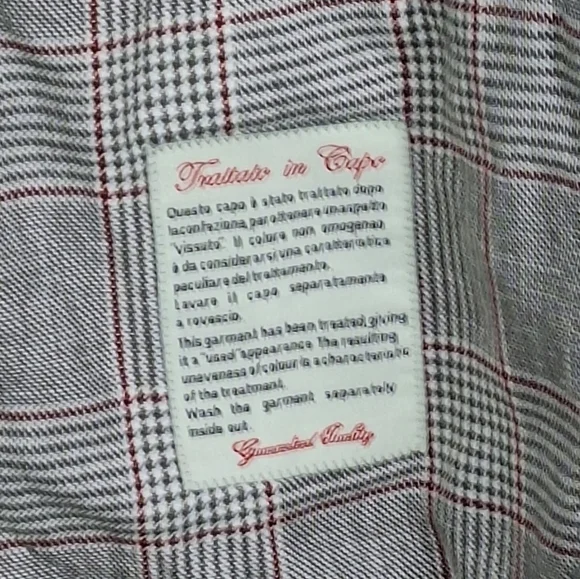 Trattato in Capo
Questo capo è stato trattato dopo
la confezione, per ottenere un aspetto
"vissuto". Il colore non omogeneo
è da considerarsi una caratteristica
peculiare del trattamento.
Lavare il capo separatamente
a rovescio.
This garment has been treated, giving
it a "used" appearance. The resulting
uneveness of colour is a characteristic
of the treatment.
Wash the garment separately
inside out.
Guaranteed Quality